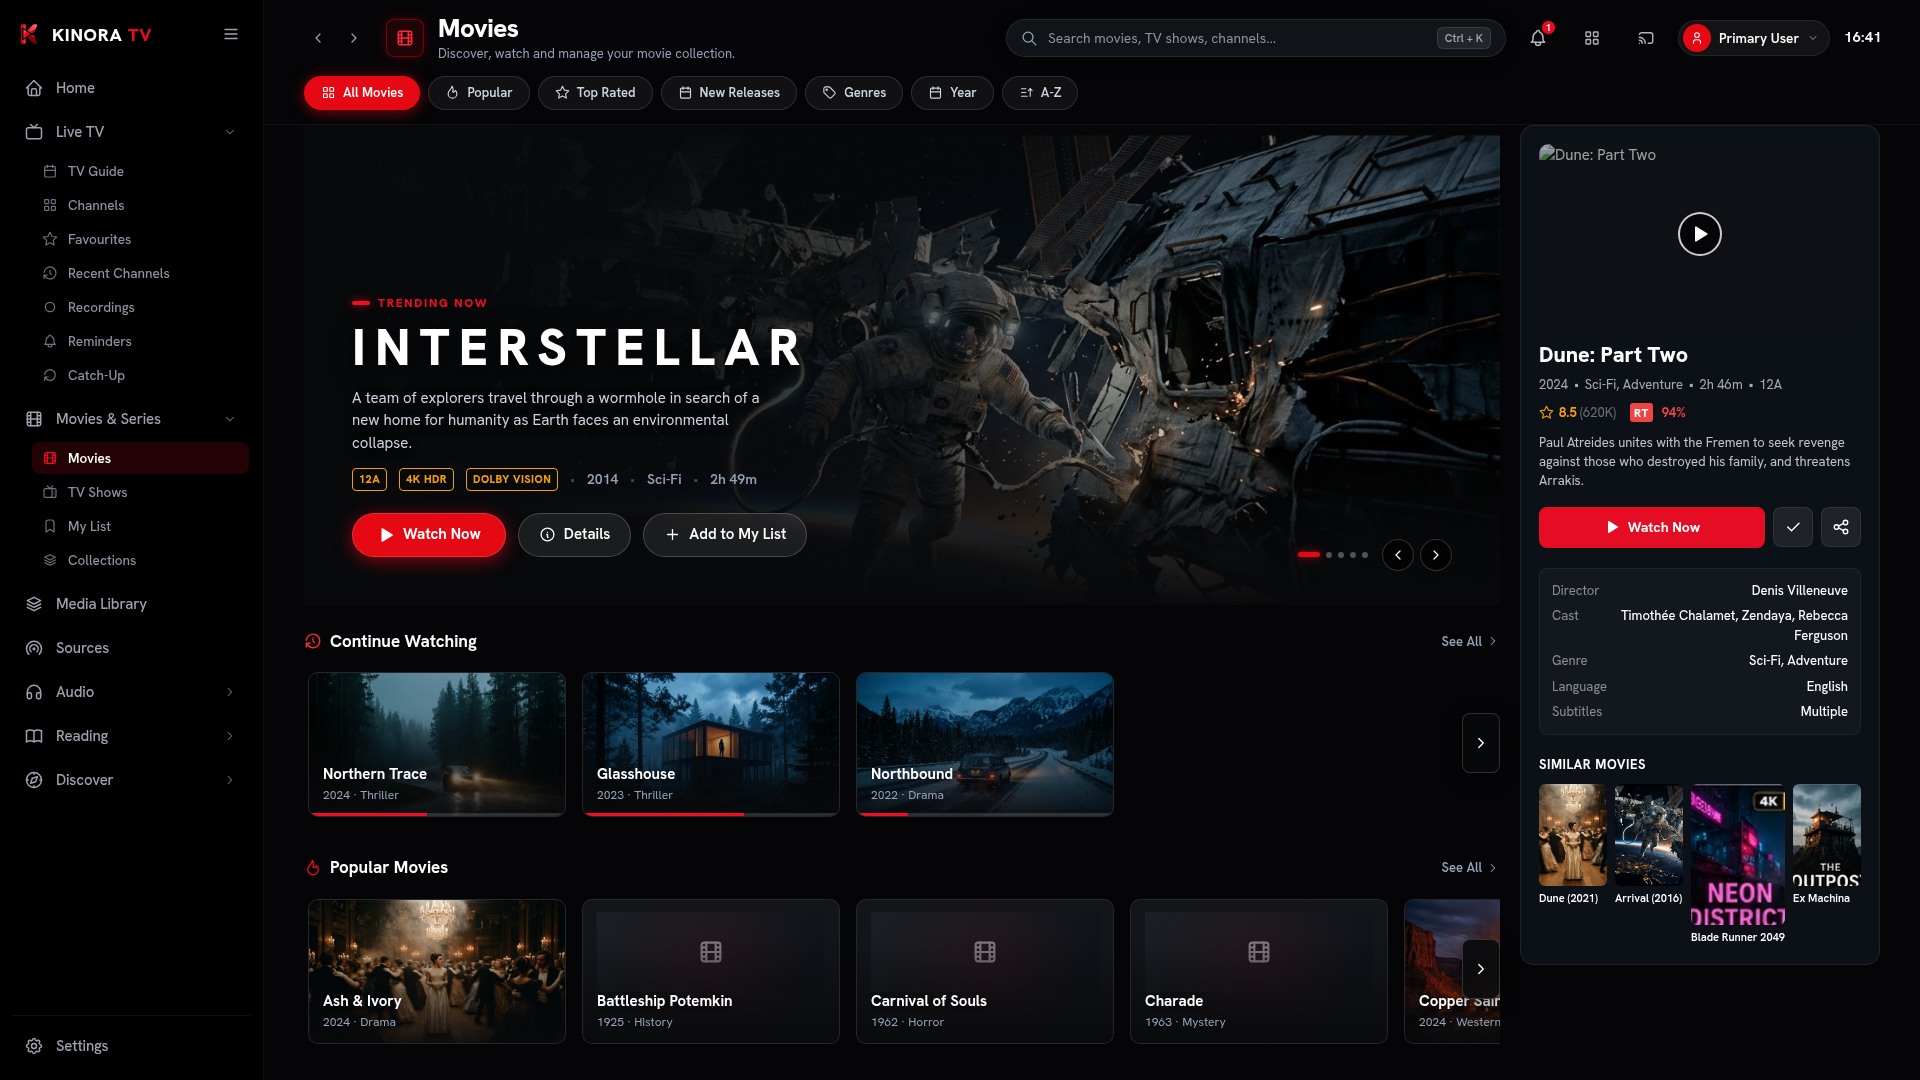 KINORA TV
Home
Live TV
TV Guide
Channels
Favourites
Recent Channels
Recordings
Reminders
Catch-Up
Movies & Series
Movies
TV Shows
My List
Collections
Media Library
Sources
Audio
Reading
Discover
Settings
Movies
Discover, watch and manage your movie collection.
Search movies, TV shows, channels...
Ctrl + K
1
Primary User
16:41
All Movies
Popular
Top Rated
New Releases
Genres
Year
A-Z
TRENDING NOW
INTERSTELLAR
A team of explorers travel through a wormhole in search of a
new home for humanity as Earth faces an environmental
collapse.
12A
4K HDR
DOLBY VISION
• 2014 • Sci-Fi • 2h 49m
Watch Now
Details
Add to My List
Continue Watching
See All
Northern Trace
2024 · Thriller
Glasshouse
2023 · Thriller
Northbound
2022 · Drama
Popular Movies
See All
Ash & Ivory
2024 · Drama
Battleship Potemkin
1925 · History
Carnival of Souls
1962 · Horror
Charade
1963 · Mystery
Copper
2024 · Western
Dune: Part Two
Dune: Part Two
2024 • Sci-Fi, Adventure • 2h 46m • 12A
8.5 (620K)
RT 94%
Paul Atreides unites with the Fremen to seek revenge
against those who destroyed his family, and threatens
Arrakis.
Watch Now
Director Denis Villeneuve
Cast Timothée Chalamet, Zendaya, Rebecca
Ferguson
Genre Sci-Fi, Adventure
Language English
Subtitles Multiple
SIMILAR MOVIES
Dune (2021)
Arrival (2016)
4K
NEON
DISTRICT
Blade Runner 2049
THE
OUTPOST
Ex Machina